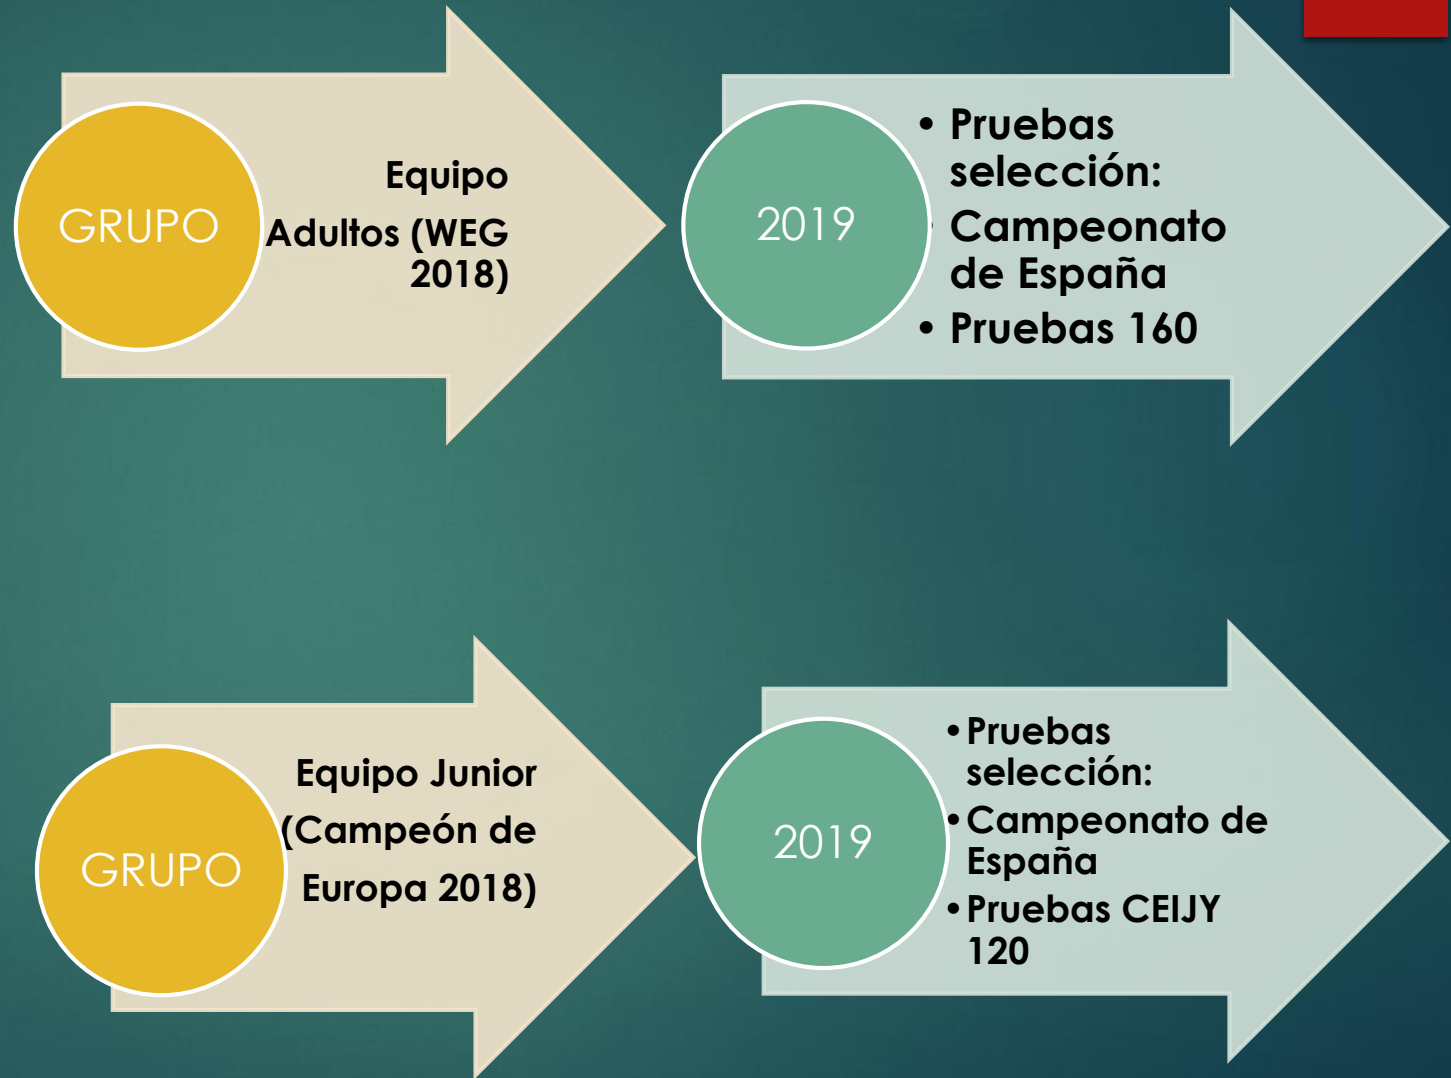 GRUPO
Equipo
Adultos (WEG
2018)
2019
• Pruebas
selección:
• Campeonato
de España
• Pruebas 160
GRUPO
Equipo Junior
(Campeón de
Europa 2018)
2019
• Pruebas
selección:
• Campeonato de
España
• Pruebas CEIJY
120